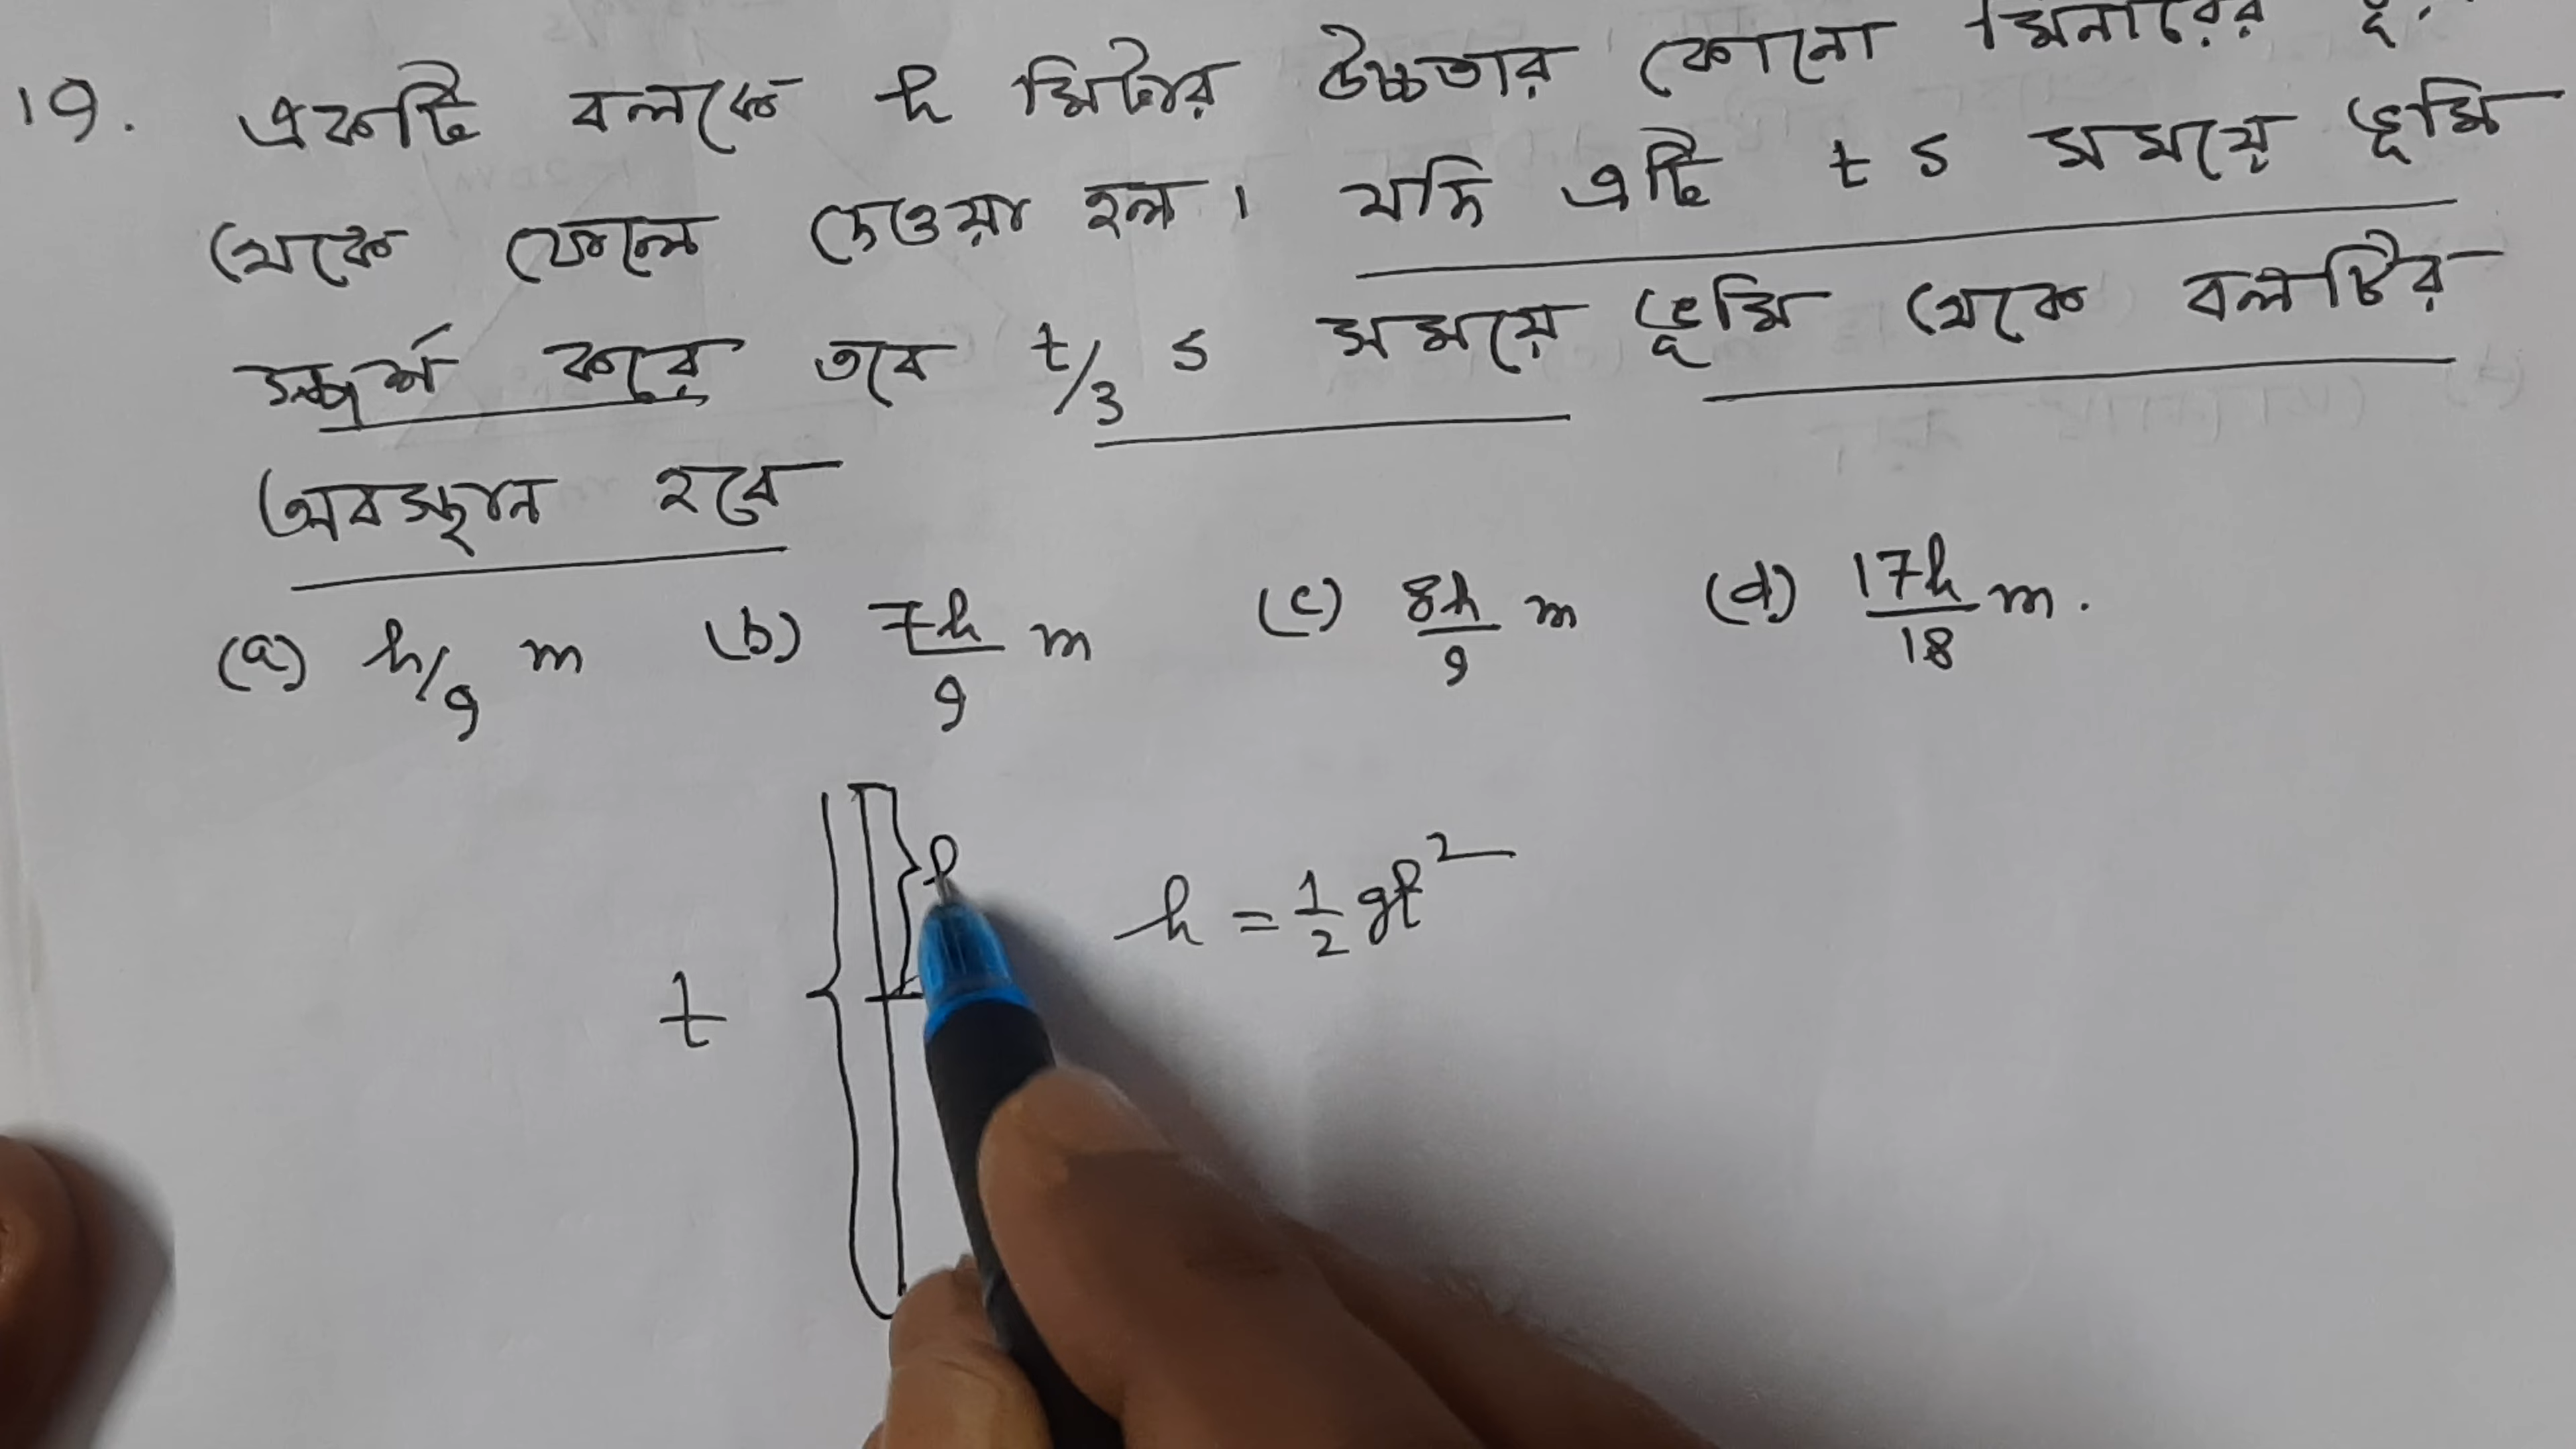 19. একটি বলকে h মিটার উচ্চতার কোনো মিনারের
থেকে ফেলে দেওয়া হল। যদি এটি t s সময়ে ভূমি
স্পর্শ করে তবে t/3 s সময়ে ভূমি থেকে বলটির
অবস্থান হবে
(a) h/9 m (b) 7h/9 m (c) 8h/9 m (d) 17h/18 m.
h = 1/2 gt²
t